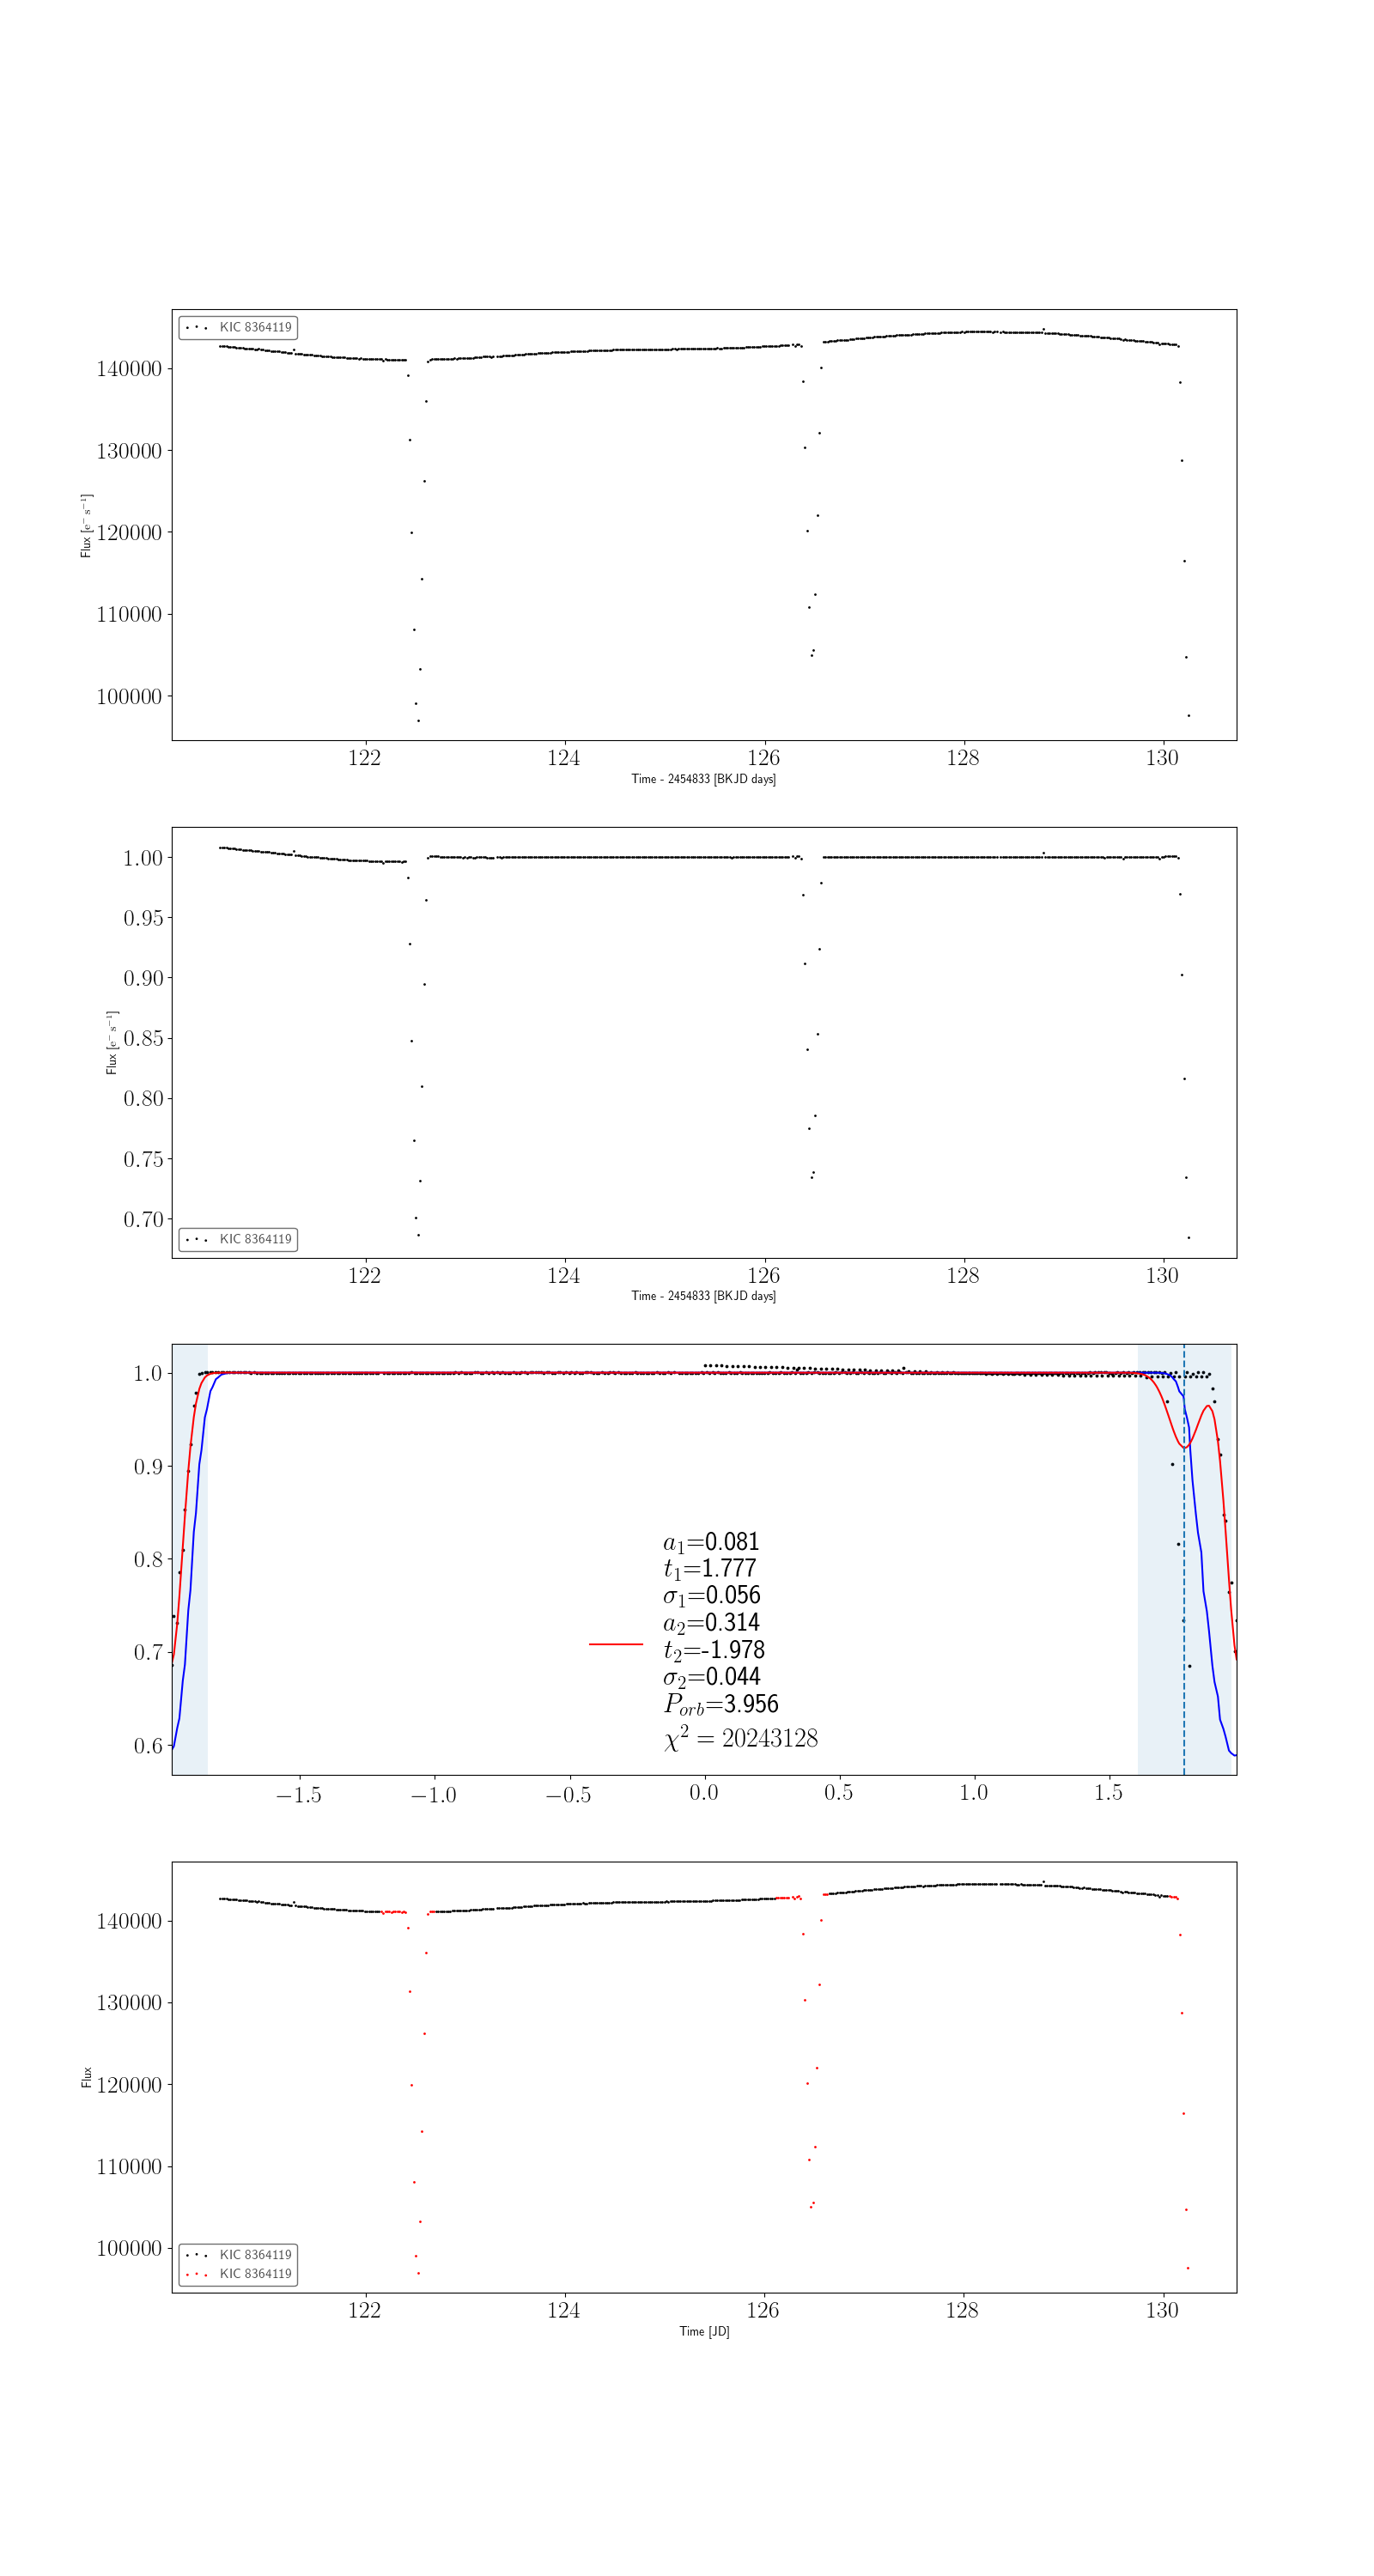 KIC 8364119
140000
130000
120000
110000
100000
Flux [e⁻ s⁻¹]
122 124 126 128 130
Time - 2454833 [BKJD days]
1.00
0.95
0.90
0.85
0.80
0.75
0.70
Flux [e⁻ s⁻¹]
KIC 8364119
122 124 126 128 130
Time - 2454833 [BKJD days]
1.0
0.9
0.8
0.7
0.6
a₁=0.081
t₁=1.777
σ₁=0.056
a₂=0.314
t₂=-1.978
σ₂=0.044
Pₒᵣb=3.956
χ² = 20243128
−1.5 −1.0 −0.5 0.0 0.5 1.0 1.5
140000
130000
120000
110000
100000
Flux
KIC 8364119
KIC 8364119
122 124 126 128 130
Time [JD]